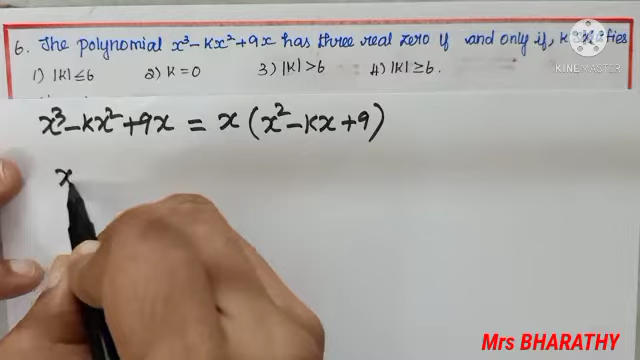 6. The polynomial x³ – kx² + 9x has three real zero if and only if, k
1) |k| ≤ 6 2) k = 0 3) |k| > 6 4) |k| ≥ 6.
KINEMASTER
x³ – kx² + 9x = x (x² – kx + 9)
x
Mrs BHARATHY